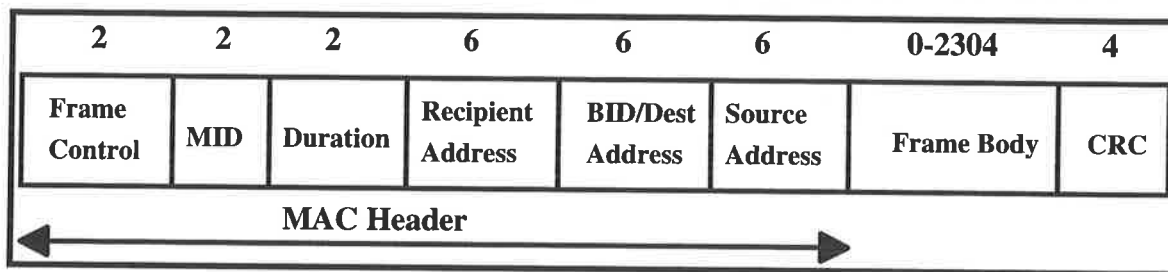 2 2 2 6 6 6 0-2304 4
Frame Control MID Duration Recipient Address BID/Dest Address Source Address Frame Body CRC
MAC Header